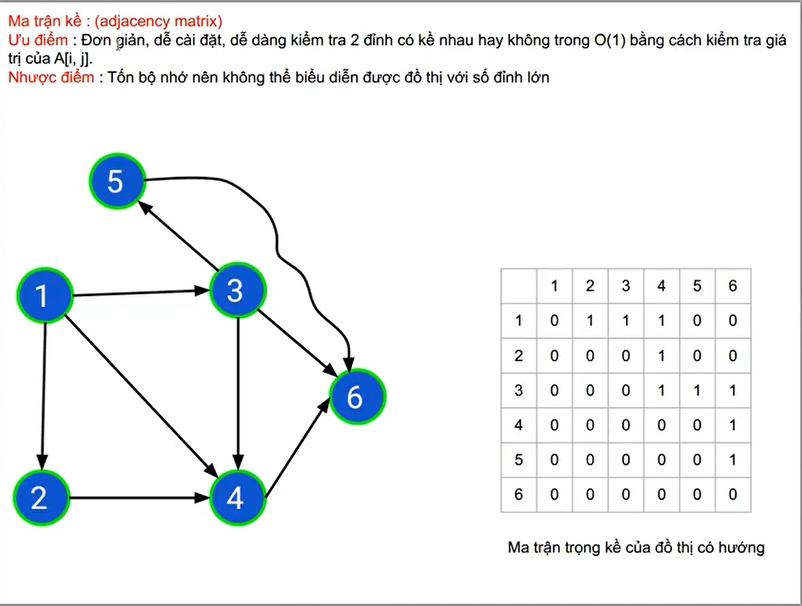 Ma trận kề : (adjacency matrix)
Ưu điểm : Đơn giản, dễ cài đặt, dễ dàng kiểm tra 2 đỉnh có kề nhau hay không trong O(1) bằng cách kiểm tra giá
trị của A[i, j].
Nhược điểm : Tốn bộ nhớ nên không thể biểu diễn được đồ thị với số đỉnh lớn
5
1
3
6
2
4
1 2 3 4 5 6
1 0 1 1 1 0 0
2 0 0 0 1 0 0
3 0 0 0 1 1 1
4 0 0 0 0 0 1
5 0 0 0 0 0 1
6 0 0 0 0 0 0
Ma trận trọng kề của đồ thị có hướng